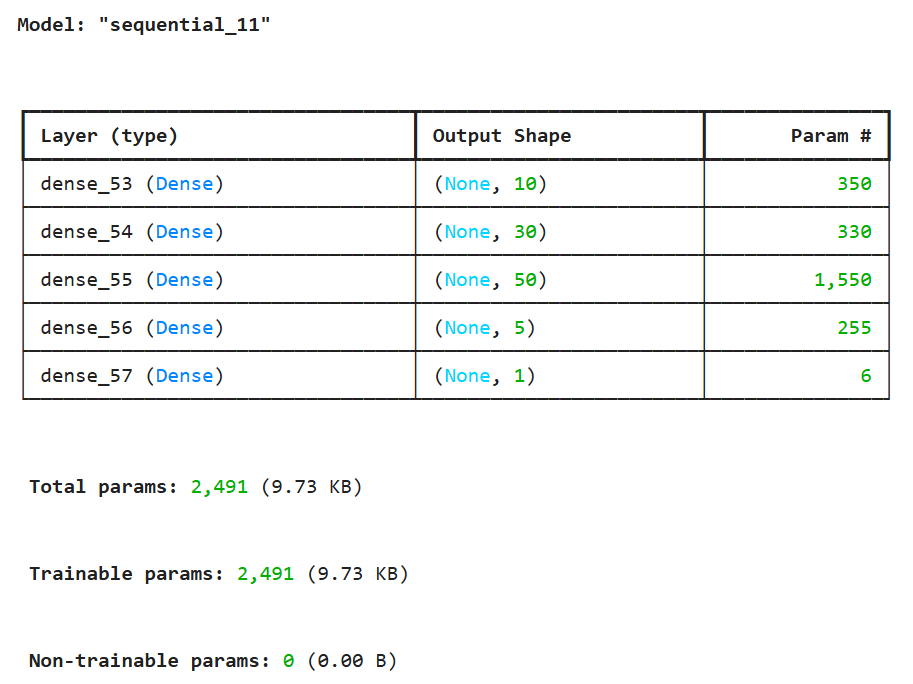 Model: "sequential_11"
Layer (type) Output Shape Param #
dense_53 (Dense) (None, 10) 350
dense_54 (Dense) (None, 30) 330
dense_55 (Dense) (None, 50) 1,550
dense_56 (Dense) (None, 5) 255
dense_57 (Dense) (None, 1) 6
Total params: 2,491 (9.73 KB)
Trainable params: 2,491 (9.73 KB)
Non-trainable params: 0 (0.00 B)